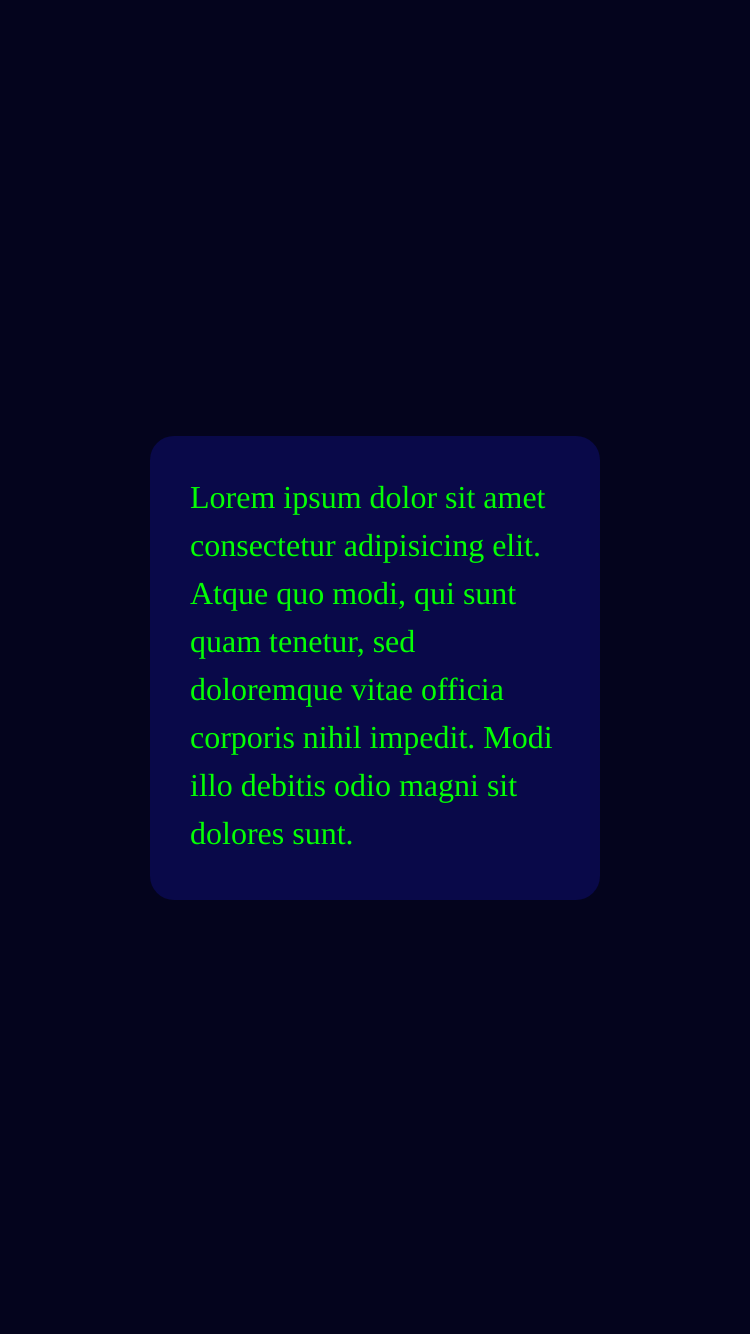 Lorem ipsum dolor sit amet
consectetur adipisicing elit.
Atque quo modi, qui sunt
quam tenetur, sed
doloremque vitae officia
corporis nihil impedit. Modi
illo debitis odio magni sit
dolores sunt.